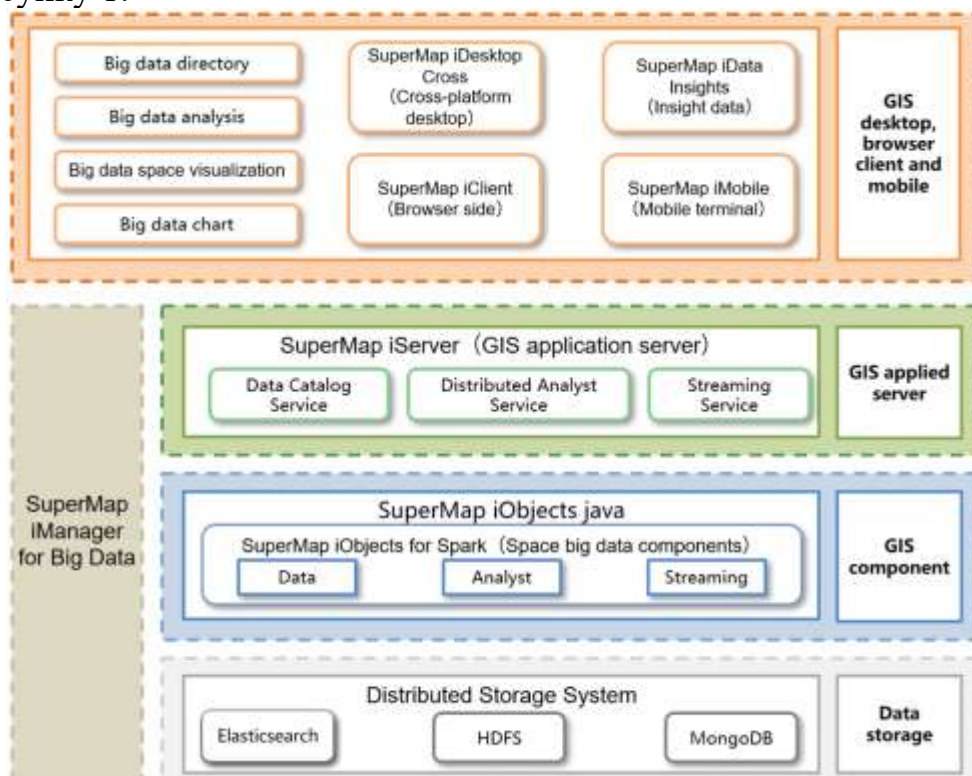 Big data directory
Big data analysis
Big data space visualization
Big data chart
SuperMap iDesktop
Cross
(Cross-platform
desktop)
SuperMap iData
Insights
(Insight data)
SuperMap iClient
(Browser side)
SuperMap iMobile
(Mobile terminal)
GIS
desktop,
browser
client and
mobile
SuperMap
iManager
for Big Data
SuperMap iServer (GIS application server)
Data Catalog
Service
Distributed Analyst
Service
Streaming
Service
GIS applied
server
SuperMap iObjects java
SuperMap iObjects for Spark (Space big data components)
Data
Analyst
Streaming
GIS
component
Distributed Storage System
Elasticsearch
HDFS
MongoDB
Data
storage